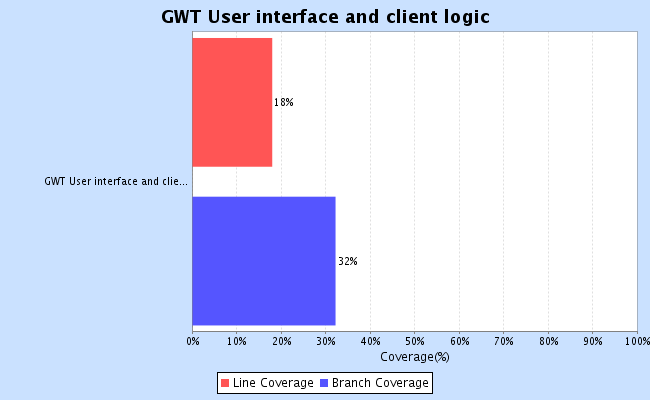 GWT User interface and client logic
18%
GWT User interface and clie...
32%
0% 10% 20% 30% 40% 50% 60% 70% 80% 90% 100%
Coverage(%)
Line Coverage Branch Coverage